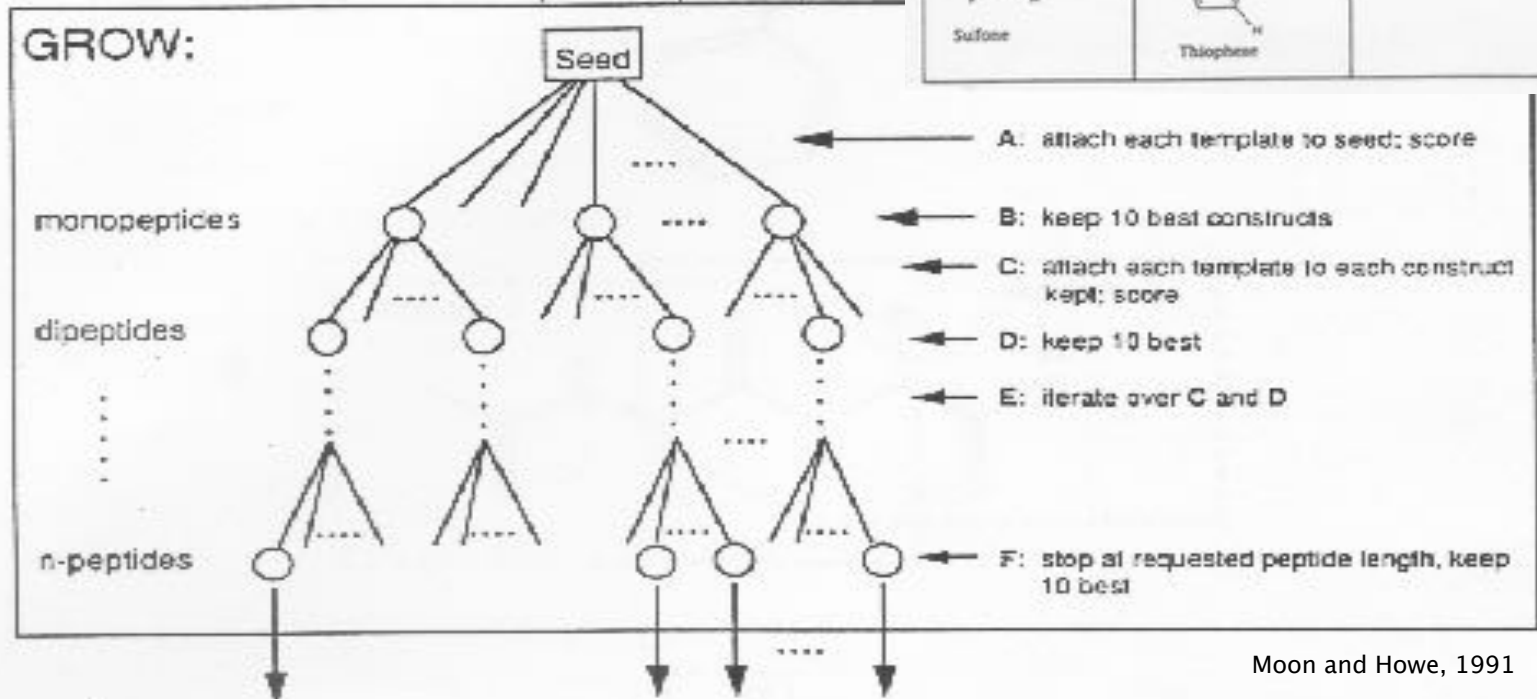 GROW:
Seed
Sulfone
Thiophene
N
A: attach each template to seed; score
monopeptides
B: keep 10 best constructs
C: attach each template to each construct
kept; score
dipeptides
D: keep 10 best
E: iterate over C and D
n-peptides
F: stop at requested peptide length, keep
10 best
Moon and Howe, 1991